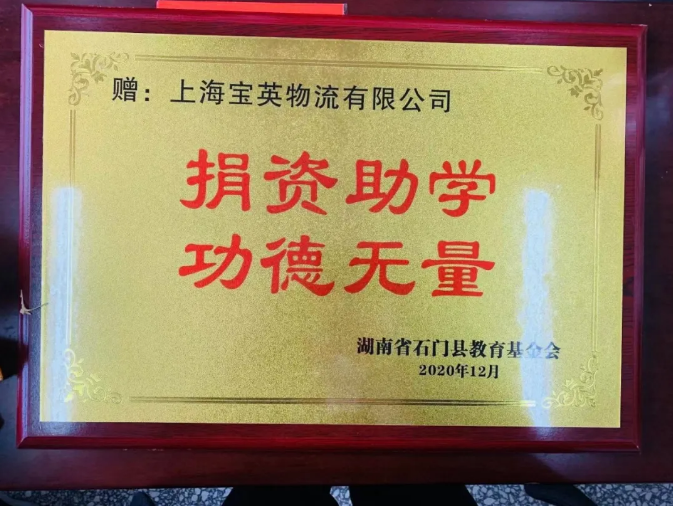 赠：上海宝英物流有限公司
捐资助学
功德无量
湖南省石门县教育基金会
2020年12月